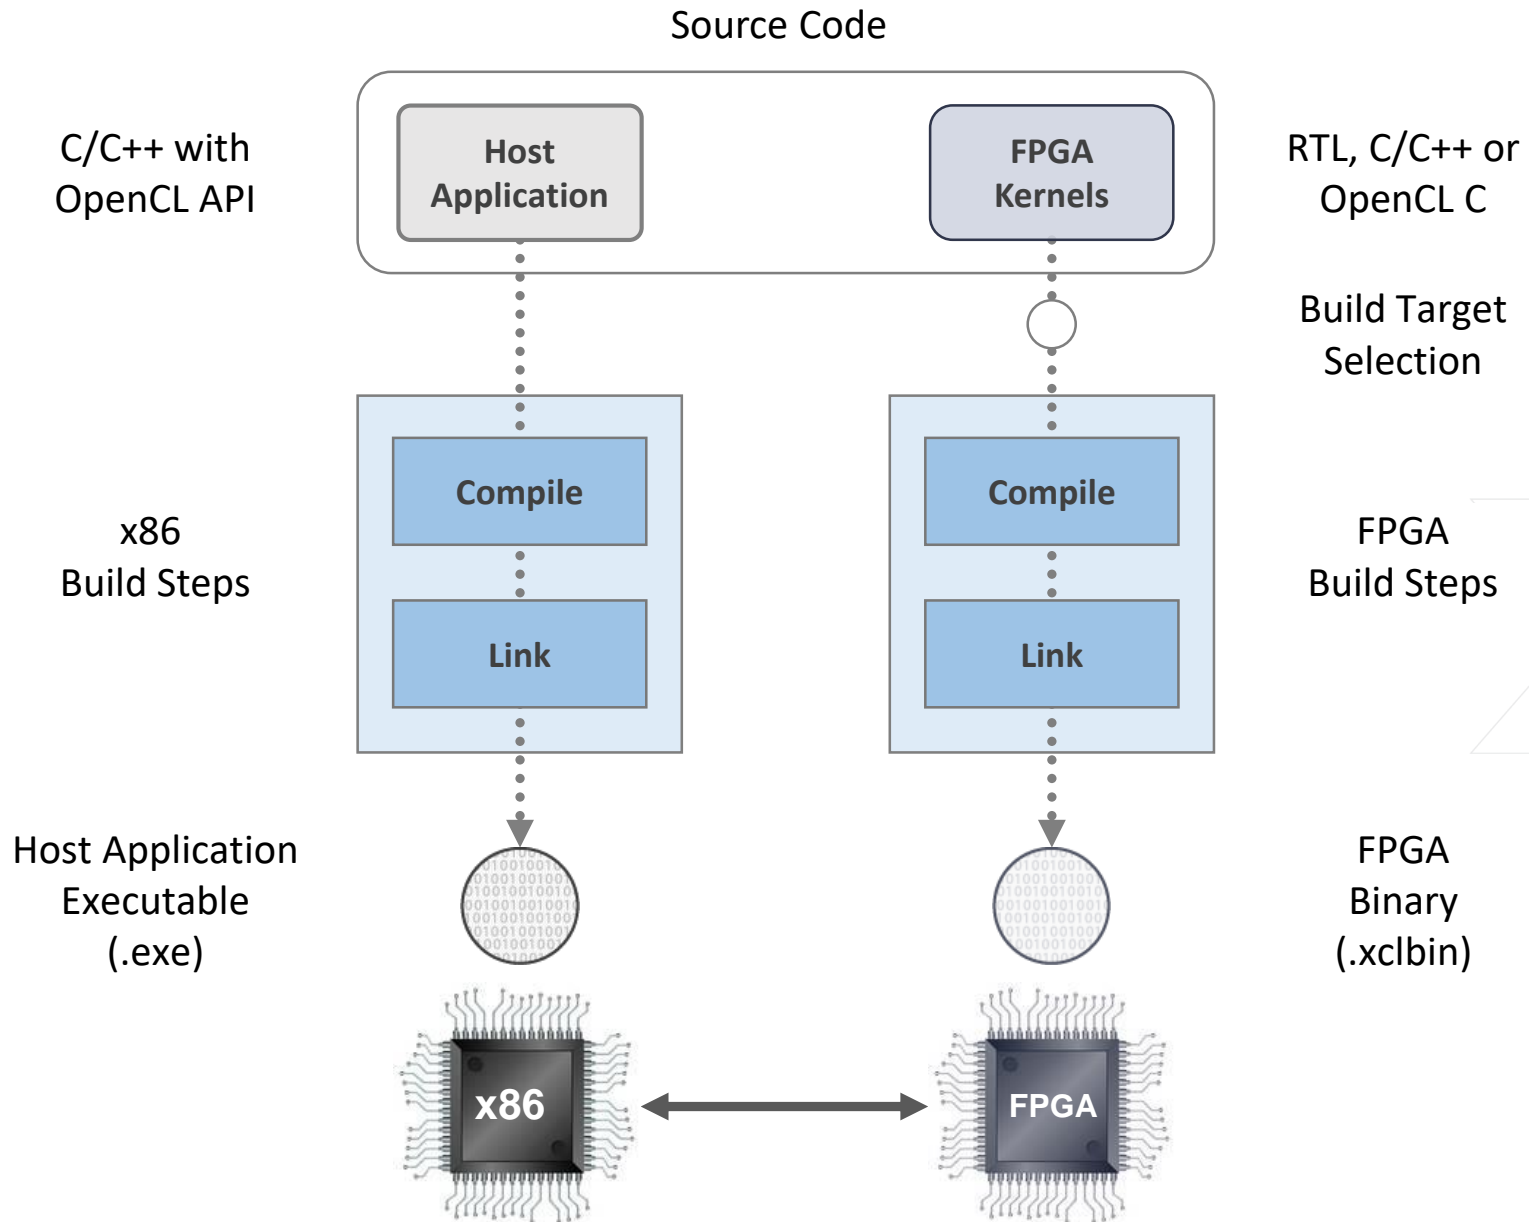 Source Code
C/C++ with
OpenCL API
Host
Application
FPGA
Kernels
RTL, C/C++ or
OpenCL C
Build Target
Selection
x86
Build Steps
Compile
Link
Compile
Link
FPGA
Build Steps
Host Application
Executable
(.exe)
FPGA
Binary
(.xclbin)
x86
FPGA